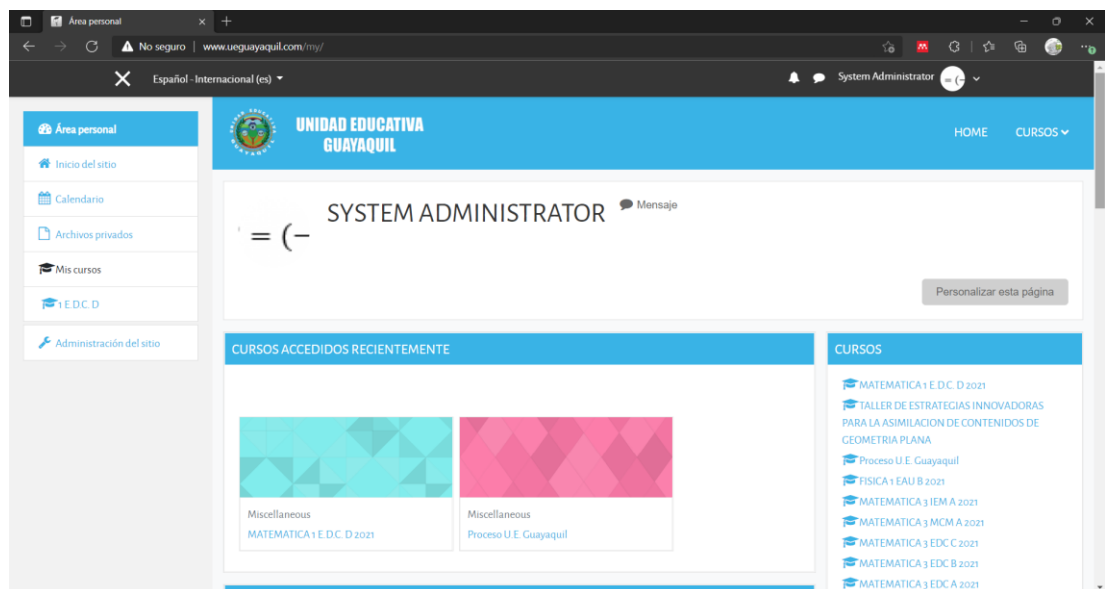 Área personal
No seguro | www.ueguayaquil.com/my/
Español - Internacional (es)
System Administrator
Área personal
Inicio del sitio
Calendario
Archivos privados
Mis cursos
1 E.D.C. D
Administración del sitio
UNIDAD EDUCATIVA
GUAYAQUIL
HOME CURSOS
= (-
SYSTEM ADMINISTRATOR Mensaje
Personalizar esta página
CURSOS ACCEDIDOS RECIENTEMENTE
Miscellaneous
MATEMATICA 1 E.D.C. D 2021
Miscellaneous
Proceso U.E. Guayaquil
CURSOS
MATEMATICA 1 E.D.C. D 2021
TALLER DE ESTRATEGIAS INNOVADORAS
PARA LA ASIMILACION DE CONTENIDOS DE
GEOMETRIA PLANA
Proceso U.E. Guayaquil
FISICA 1 EAU B 2021
MATEMATICA 3 IEM A 2021
MATEMATICA 3 MCM A 2021
MATEMATICA 3 EDC C 2021
MATEMATICA 3 EDC B 2021
MATEMATICA 3 EDC A 2021